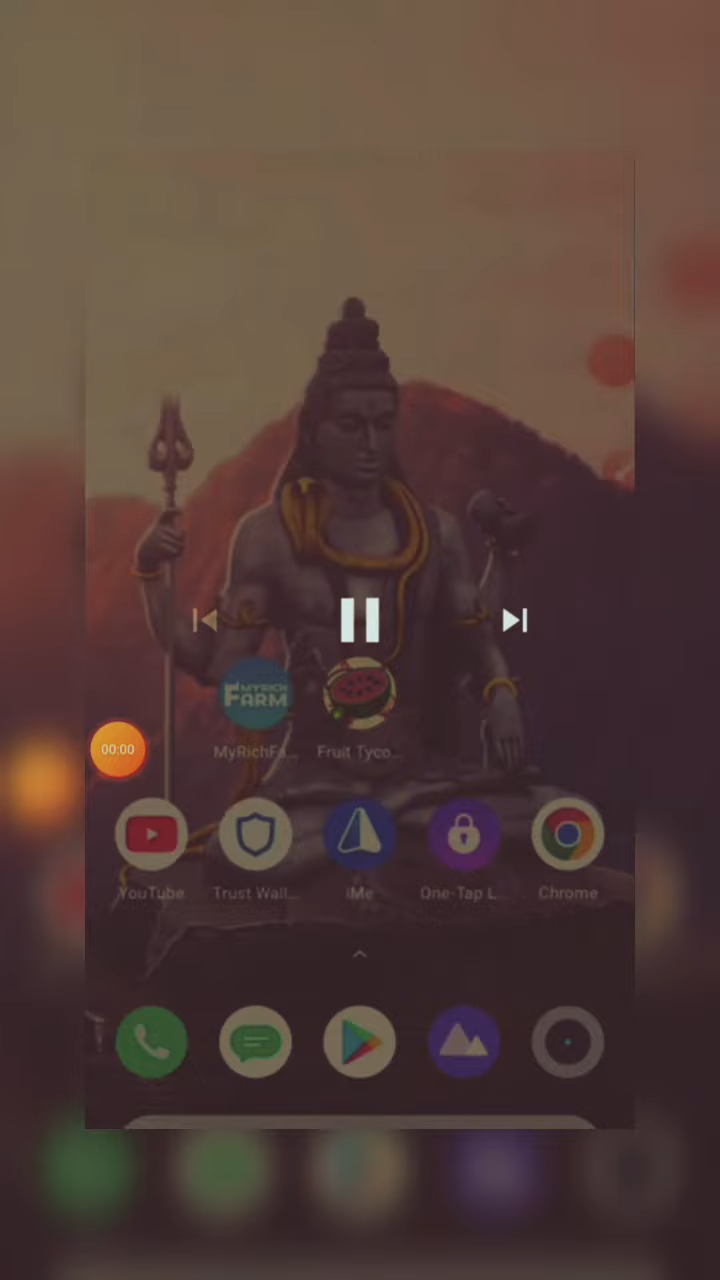 MYRICH
FARM
MyRichFa...
Fruit Tyco...
00:00
YouTube
Trust Wall...
iMe
One-Tap L
Chrome